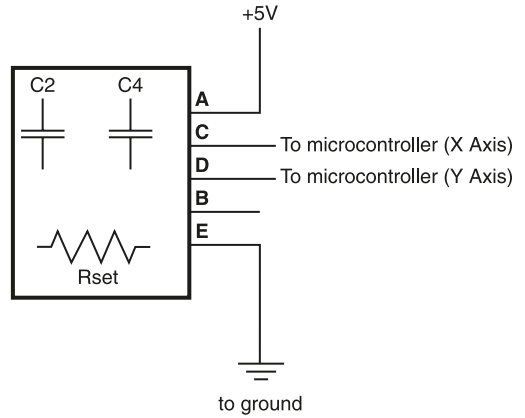 +5V
C2 C4
A
C To microcontroller (X Axis)
D To microcontroller (Y Axis)
B
E
Rset
to ground